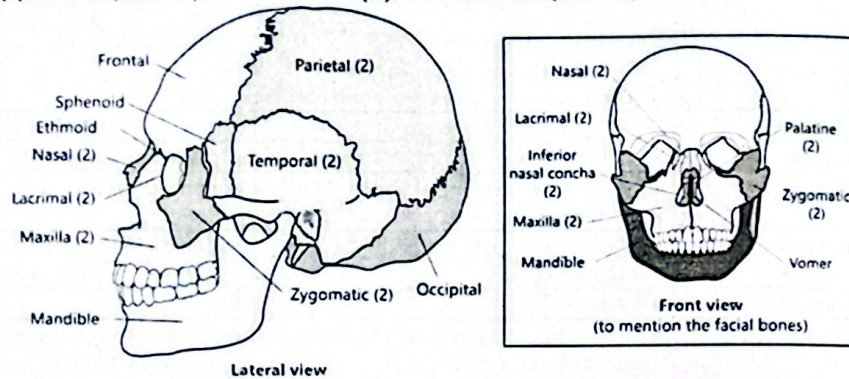 Frontal
Parietal (2)
Sphenoid
Ethmoid
Nasal (2)
Temporal (2)
Lacrimal (2)
Maxilla (2)
Zygomatic (2)
Occipital
Mandible
Lateral view
Nasal (2)
Lacrimal (2)
Palatine
(2)
Inferior
nasal concha
(2)
Zygomatic
(2)
Maxilla (2)
Mandible
Vomer
Front view
(to mention the facial bones)